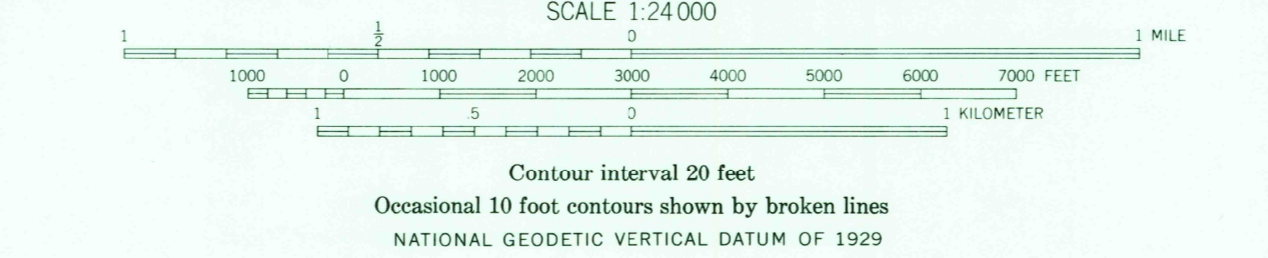 SCALE 1:24 000
1 1/2 0 1 MILE
1000 0 1000 2000 3000 4000 5000 6000 7000 FEET
1 .5 0 1 KILOMETER
Contour interval 20 feet
Occasional 10 foot contours shown by broken lines
NATIONAL GEODETIC VERTICAL DATUM OF 1929